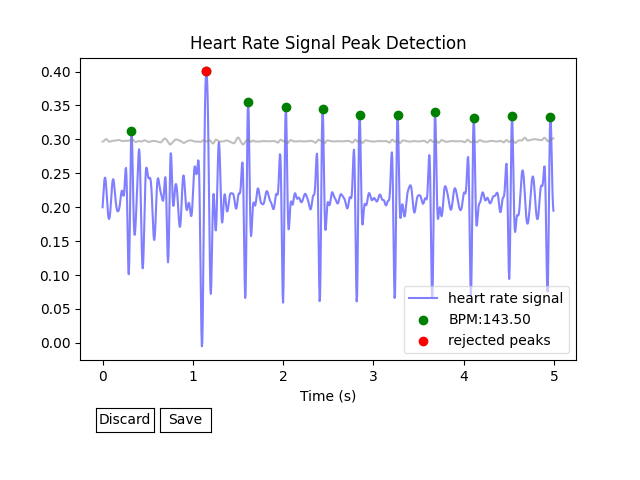 Heart Rate Signal Peak Detection
0.40
0.35
0.30
0.25
0.20
0.15
0.10
0.05
0.00
heart rate signal
BPM:143.50
rejected peaks
0 1 2 3 4 5
Time (s)
Discard Save